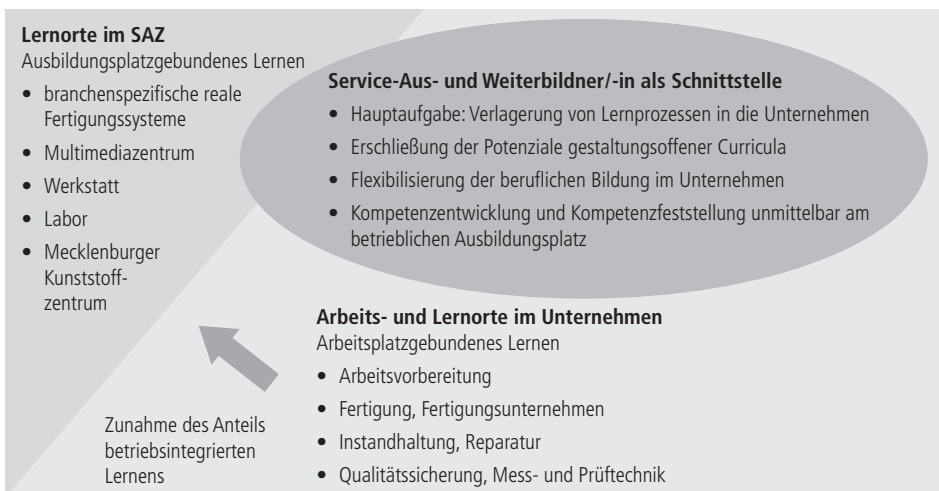 Lernorte im SAZ
Ausbildungsplatzgebundenes Lernen
• branchenspezifische reale
Fertigungssysteme
• Multimediazentrum
• Werkstatt
• Labor
• Mecklenburger
Kunststoff-
zentrum
Service-Aus- und Weiterbildner/-in als Schnittstelle
• Hauptaufgabe: Verlagerung von Lernprozessen in die Unternehmen
• Erschließung der Potenziale gestaltungsoffener Curricula
• Flexibilisierung der beruflichen Bildung im Unternehmen
• Kompetenzentwicklung und Kompetenzfeststellung unmittelbar am
betrieblichen Ausbildungsplatz
Arbeits- und Lernorte im Unternehmen
Arbeitsplatzgebundenes Lernen
• Arbeitsvorbereitung
• Fertigung, Fertigungsunternehmen
• Instandhaltung, Reparatur
• Qualitätssicherung, Mess- und Prüftechnik
Zunahme des Anteils
betriebsintegrierten
Lernens